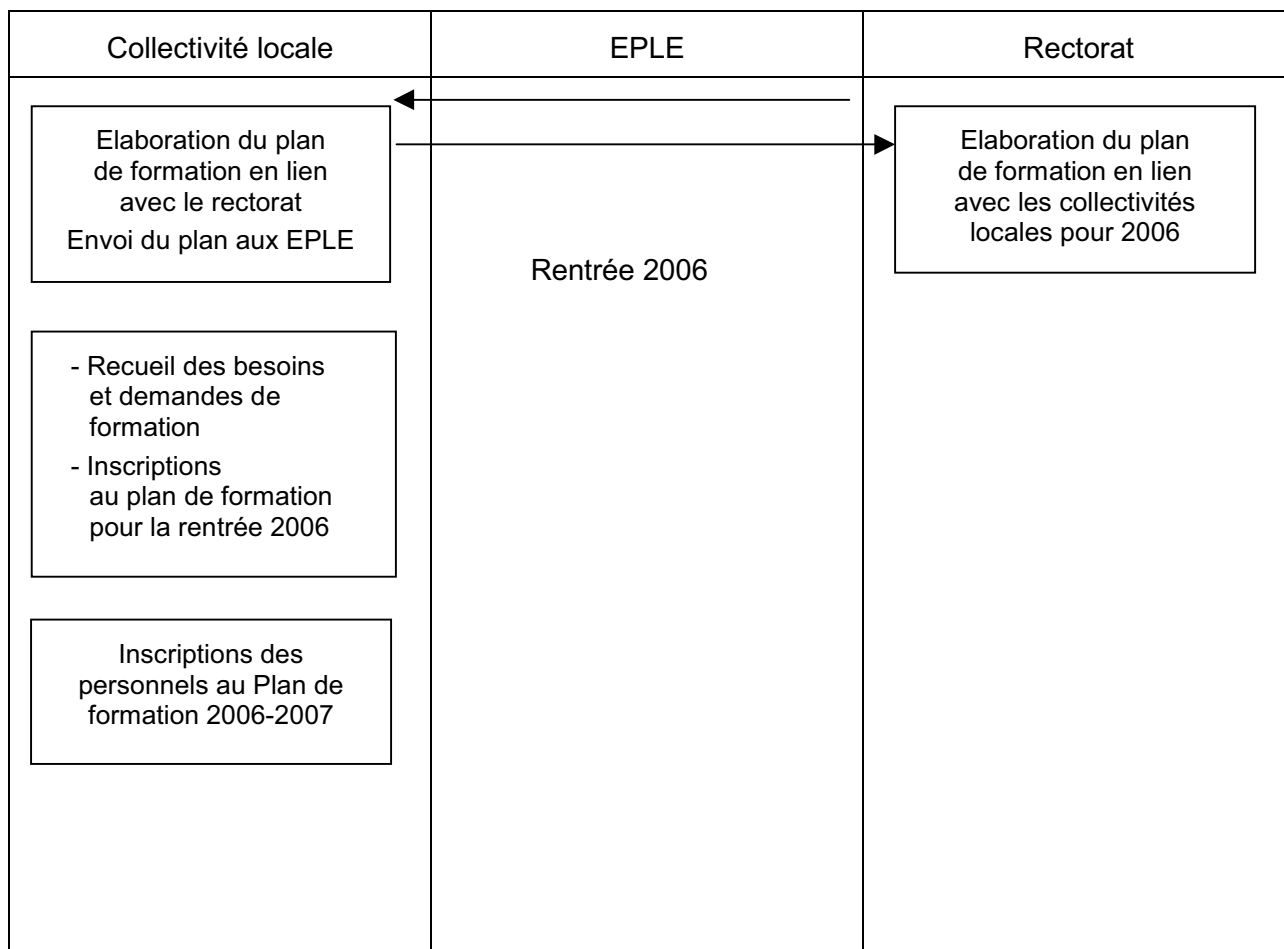 Collectivité locale
EPLE
Rectorat
Elaboration du plan
de formation en lien
avec le rectorat
Envoi du plan aux EPLE
Rentrée 2006
Elaboration du plan
de formation en lien
avec les collectivités
locales pour 2006
- Recueil des besoins
et demandes de
formation
- Inscriptions
au plan de formation
pour la rentrée 2006
Inscriptions des
personnels au Plan de
formation 2006-2007